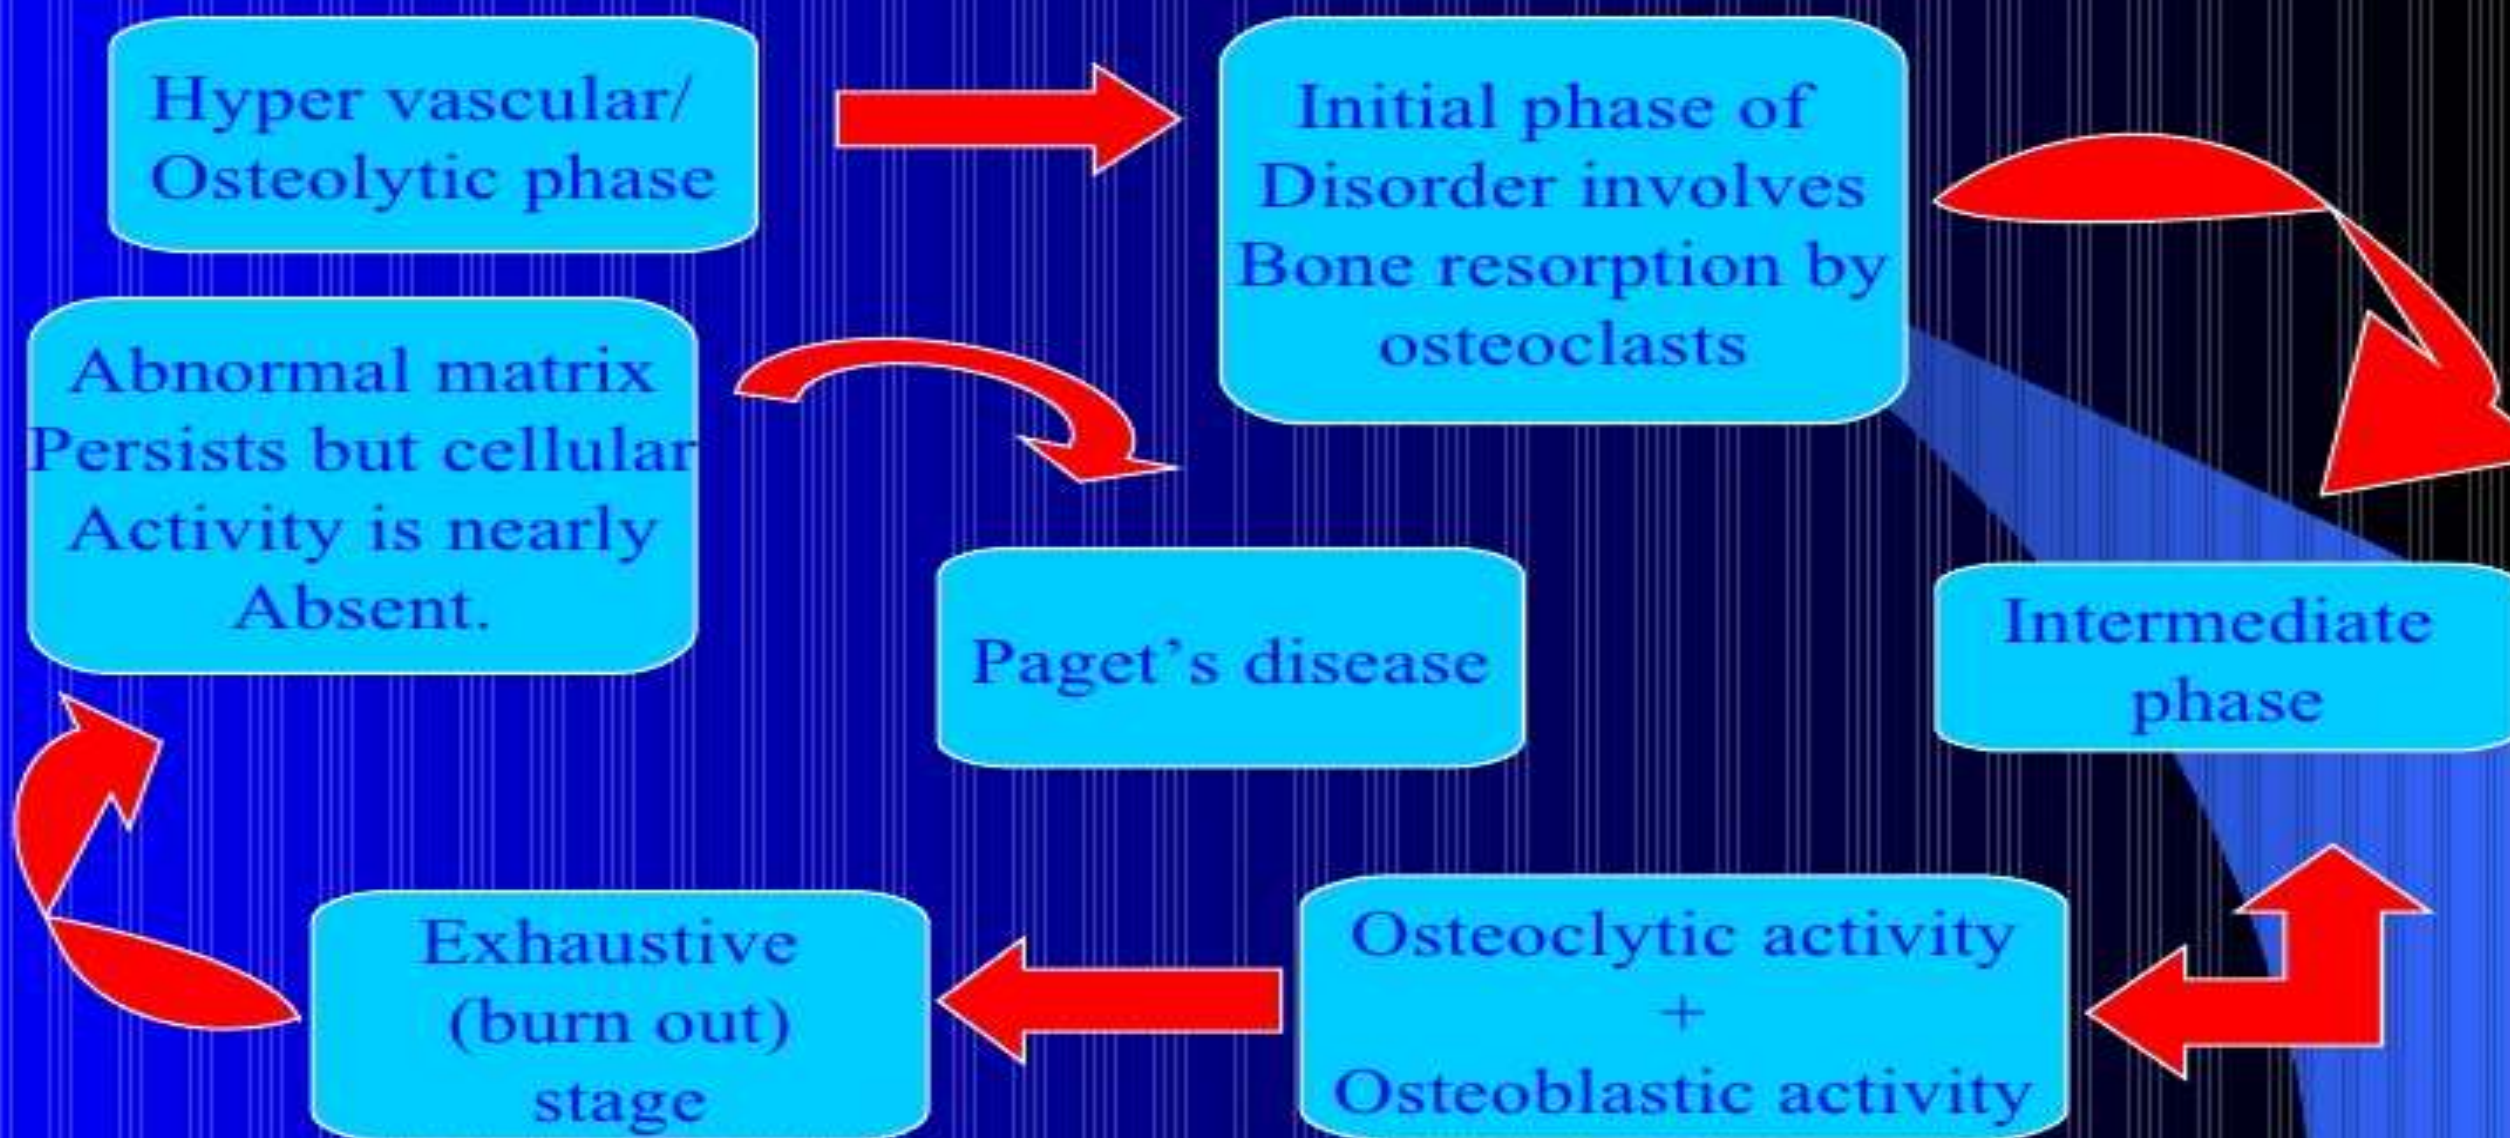 Hyper vascular/
Osteolytic phase
Initial phase of
Disorder involves
Bone resorption by
osteoclasts
Intermediate
phase
Osteoclytic activity
+
Osteoblastic activity
Exhaustive
(burn out)
stage
Abnormal matrix
Persists but cellular
Activity is nearly
Absent.
Paget’s disease